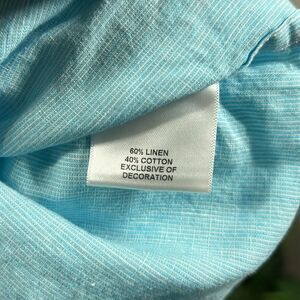 60% LINEN
40% COTTON
EXCLUSIVE OF
DECORATION